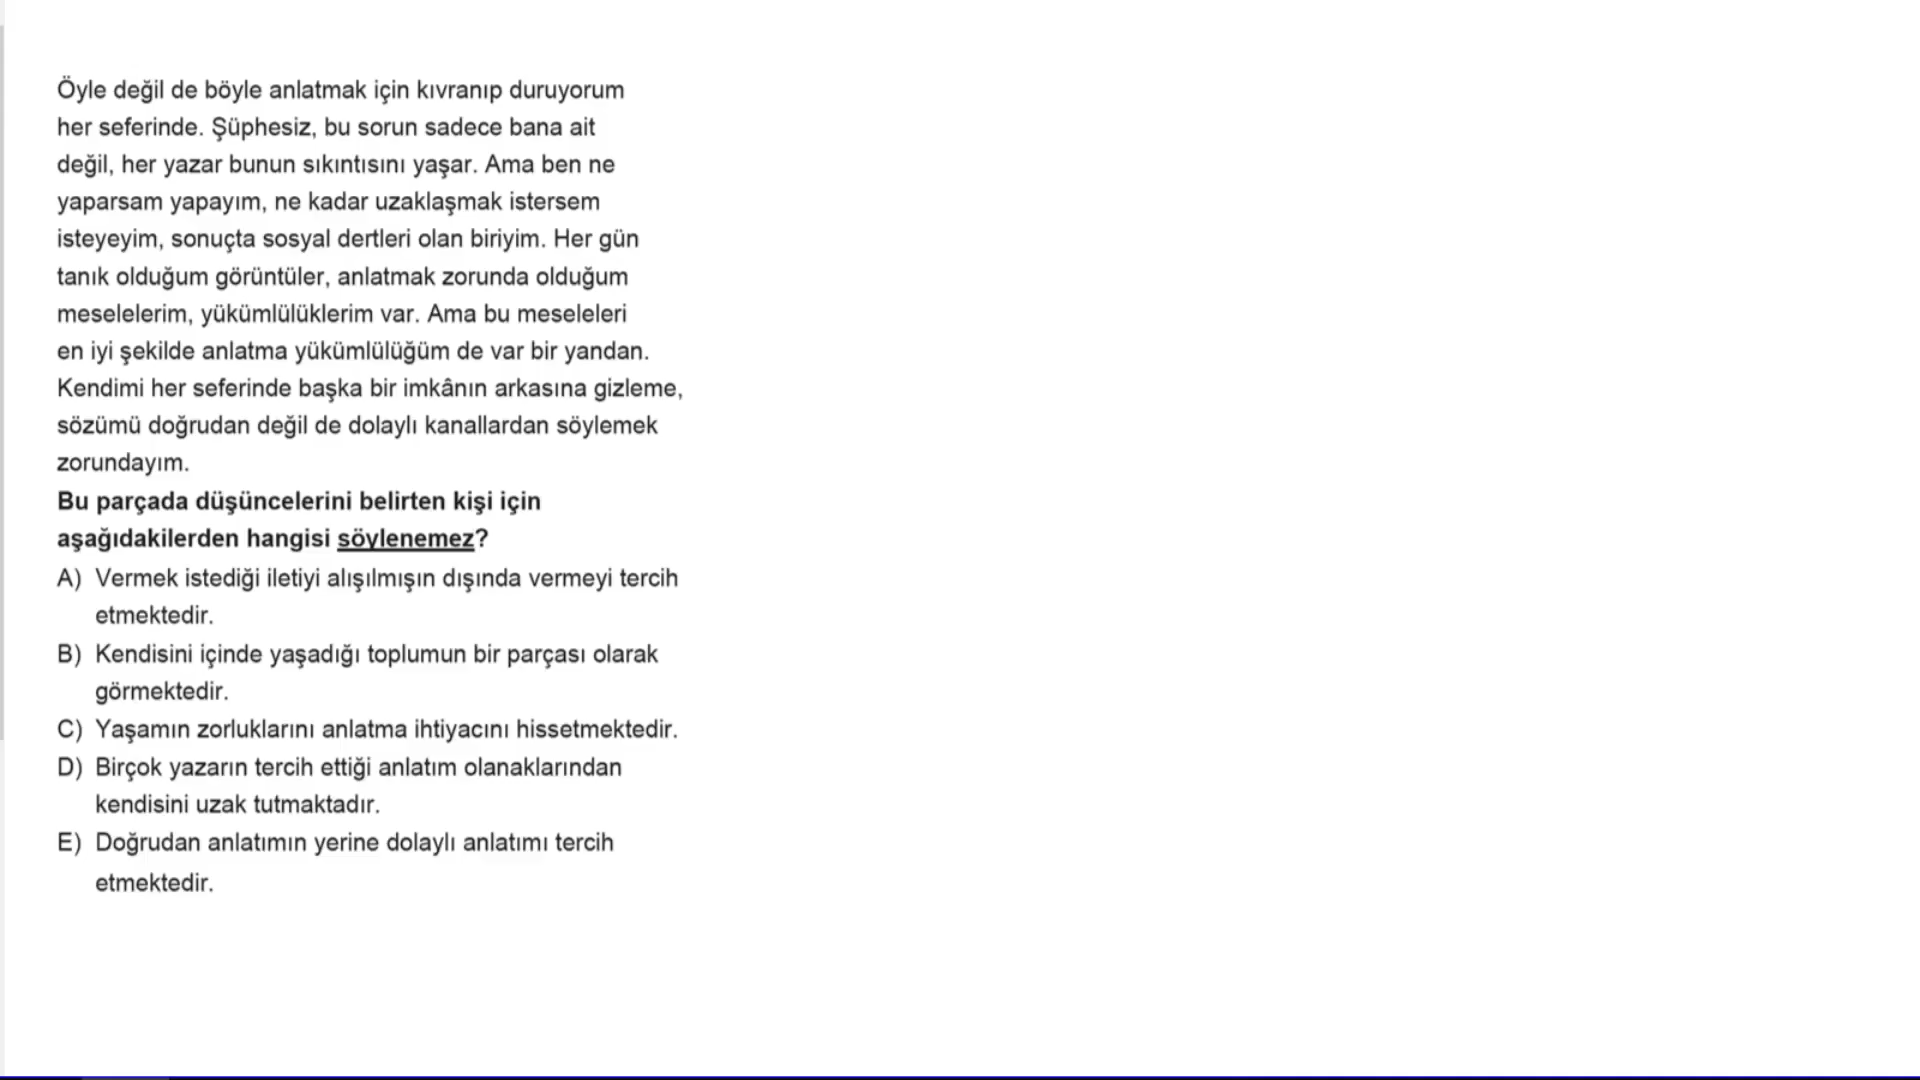 Öyle değil de böyle anlatmak için kıvranıp duruyorum
her seferinde. Şüphesiz, bu sorun sadece bana ait
değil, her yazar bunun sıkıntısını yaşar. Ama ben ne
yaparsam yapayım, ne kadar uzaklaşmak istersem
isteyeyim, sonuçta sosyal dertleri olan biriyim. Her gün
tanık olduğum görüntüler, anlatmak zorunda olduğum
meselelerim, yükümlülüklerim var. Ama bu meseleleri
en iyi şekilde anlatma yükümlülüğüm de var bir yandan.
Kendimi her seferinde başka bir imkânın arkasına gizleme,
sözümü doğrudan değil de dolaylı kanallardan söylemek
zorundayım.
Bu parçada düşüncelerini belirten kişi için
aşağıdakilerden hangisi söylenemez?
A) Vermek istediği iletiyi alışılmışın dışında vermeyi tercih
etmektedir.
B) Kendisini içinde yaşadığı toplumun bir parçası olarak
görmektedir.
C) Yaşamın zorluklarını anlatma ihtiyacını hissetmektedir.
D) Birçok yazarın tercih ettiği anlatım olanaklarından
kendisini uzak tutmaktadır.
E) Doğrudan anlatımın yerine dolaylı anlatımı tercih
etmektedir.